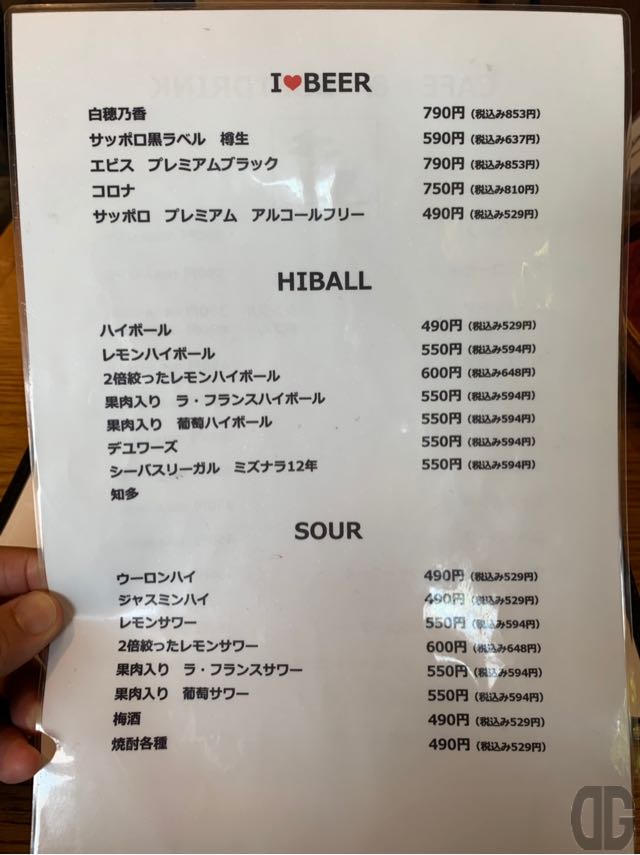 I❤BEER
白穂乃香 790円（税込み853円）
サッポロ黒ラベル 樽生 590円（税込み637円）
エビス プレミアムブラック 790円（税込み853円）
コロナ 750円（税込み810円）
サッポロ プレミアム アルコールフリー 490円（税込み529円）
HIBALL
ハイボール 490円（税込み529円）
レモンハイボール 550円（税込み594円）
2倍絞ったレモンハイボール 600円（税込み648円）
果肉入り ラ・フランスハイボール 550円（税込み594円）
果肉入り 葡萄ハイボール 550円（税込み594円）
デュワーズ 550円（税込み594円）
シーバスリーガル ミズナラ12年 550円（税込み594円）
知多
SOUR
ウーロンハイ 490円（税込み529円）
ジャスミンハイ 490円（税込み529円）
レモンサワー 550円（税込み594円）
2倍絞ったレモンサワー 600円（税込み648円）
果肉入り ラ・フランスサワー 550円（税込み594円）
果肉入り 葡萄サワー 550円（税込み594円）
梅酒 490円（税込み529円）
焼酎各種 490円（税込み529円）
DG